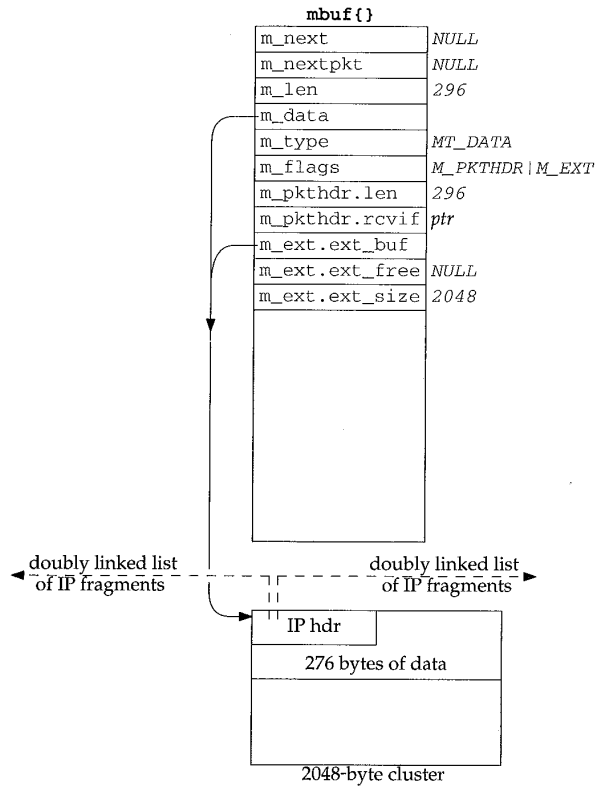 mbuf{}
m_next NULL
m_nextpkt NULL
m_len 296
m_data
m_type MT_DATA
m_flags M_PKTHDR|M_EXT
m_pkthdr.len 296
m_pkthdr.rcvif ptr
m_ext.ext_buf
m_ext.ext_free NULL
m_ext.ext_size 2048
doubly linked list
of IP fragments
doubly linked list
of IP fragments
IP hdr
276 bytes of data
2048-byte cluster